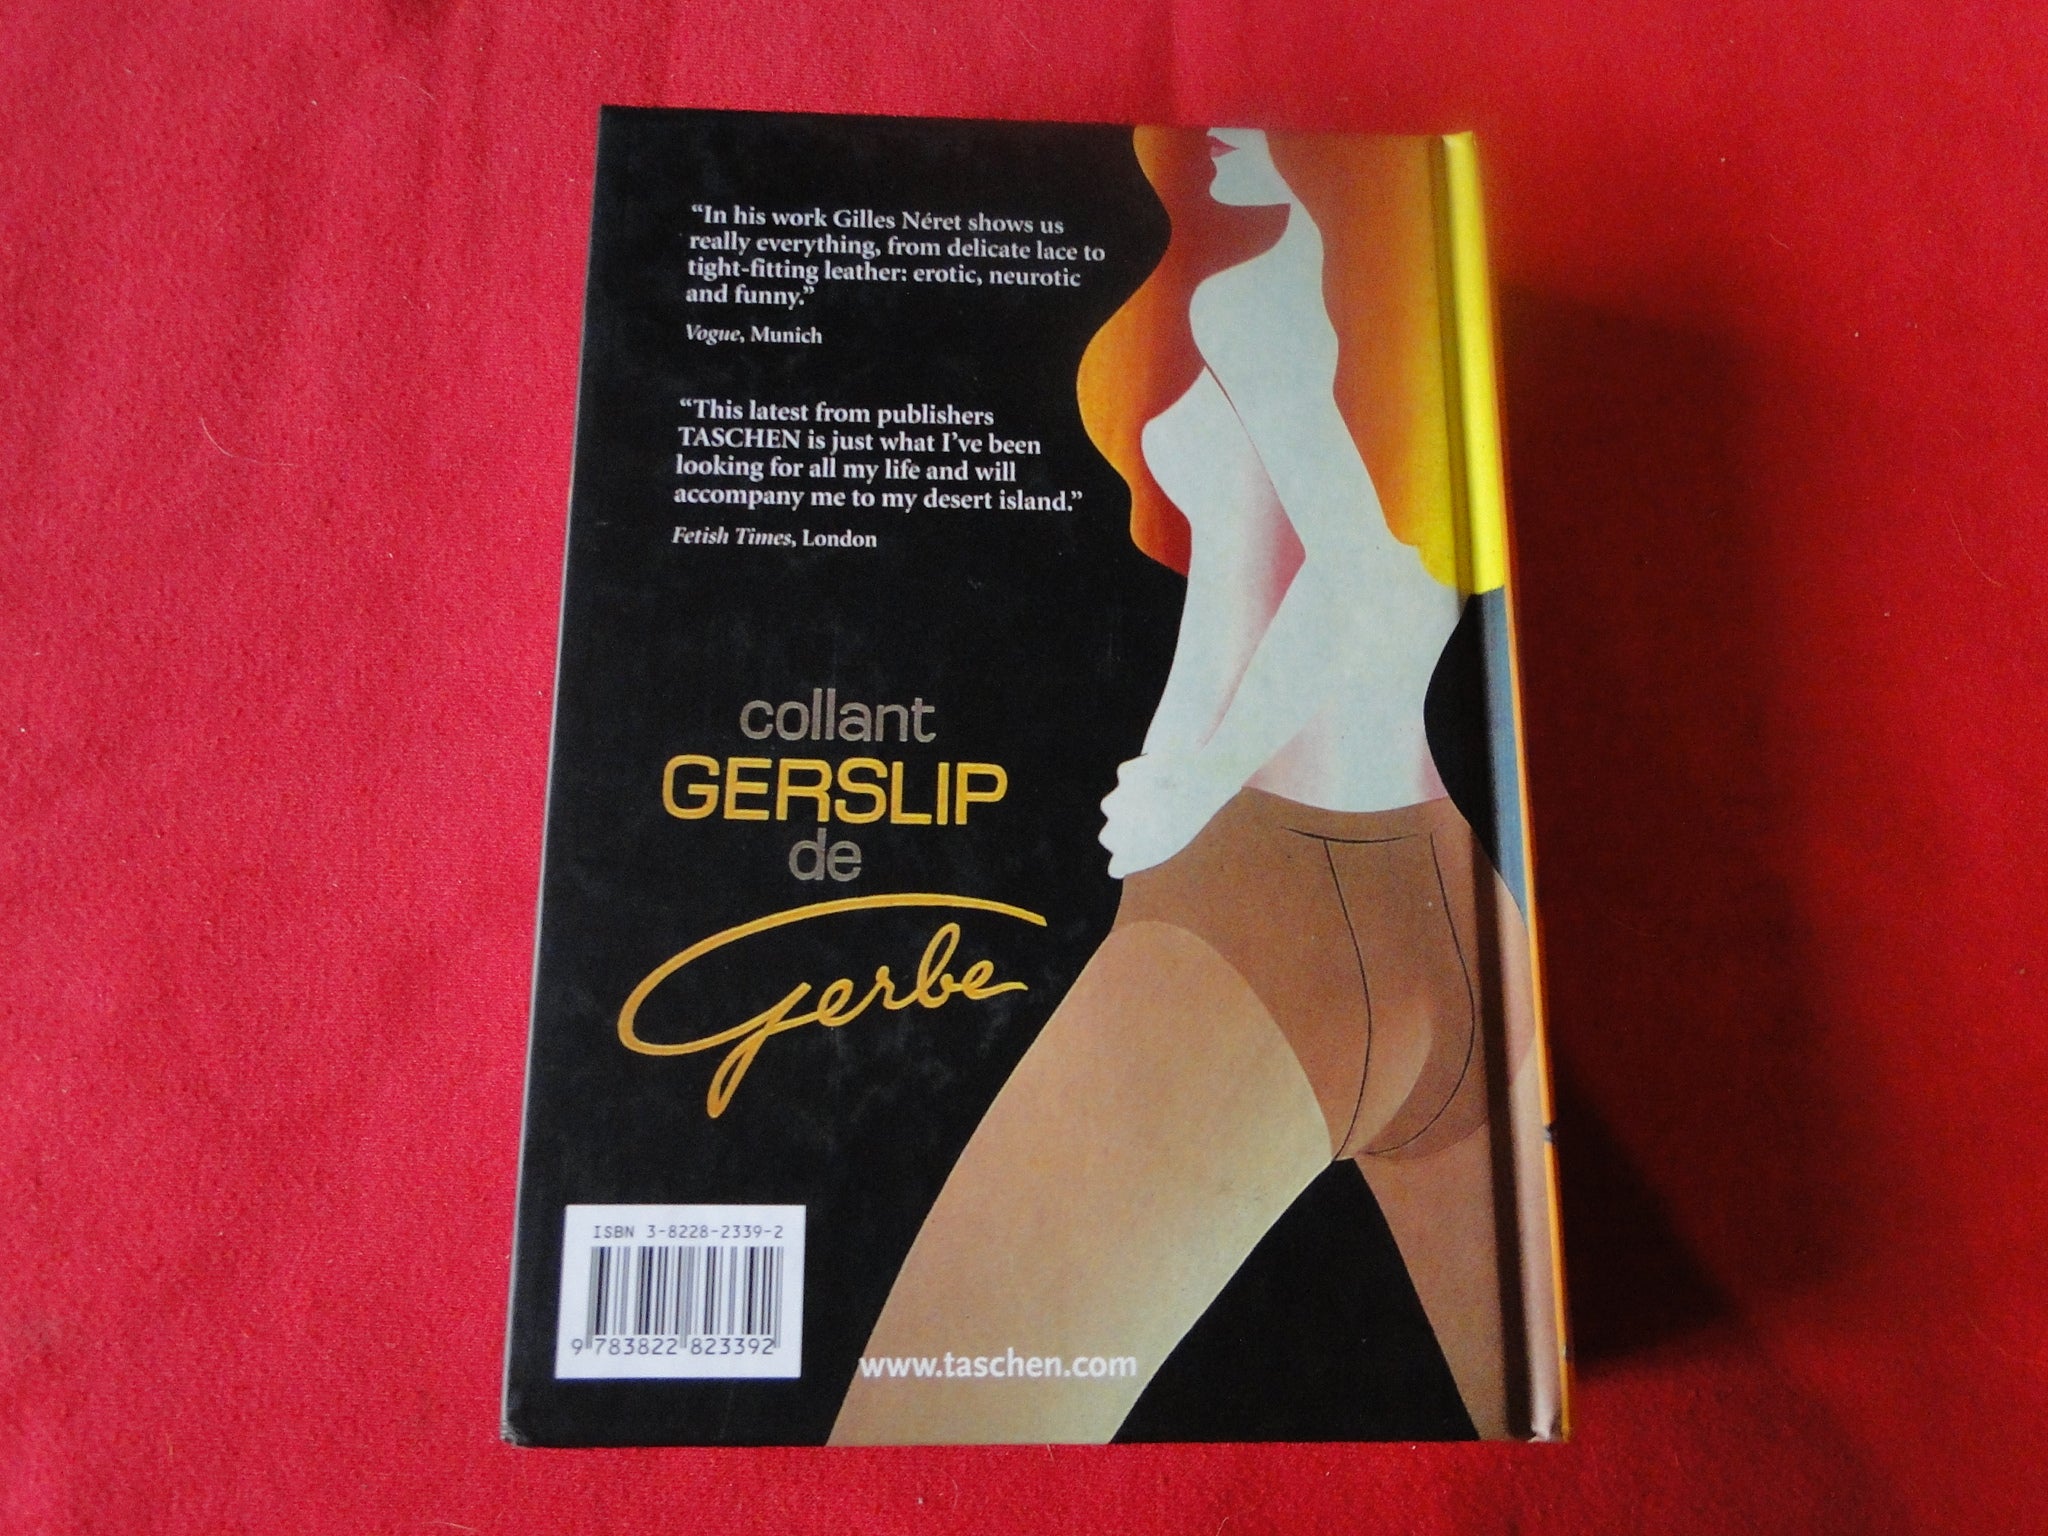 “In his work Gilles Néret shows us
really everything, from delicate lace to
tight-fitting leather: erotic, neurotic
and funny.”
Vogue, Munich
“This latest from publishers
TASCHEN is just what I’ve been
looking for all my life and will
accompany me to my desert island.”
Fetish Times, London
collant
GERSLIP
de
Gerbe
ISBN 3-8228-2339-2
9 783822 823392
www.taschen.com